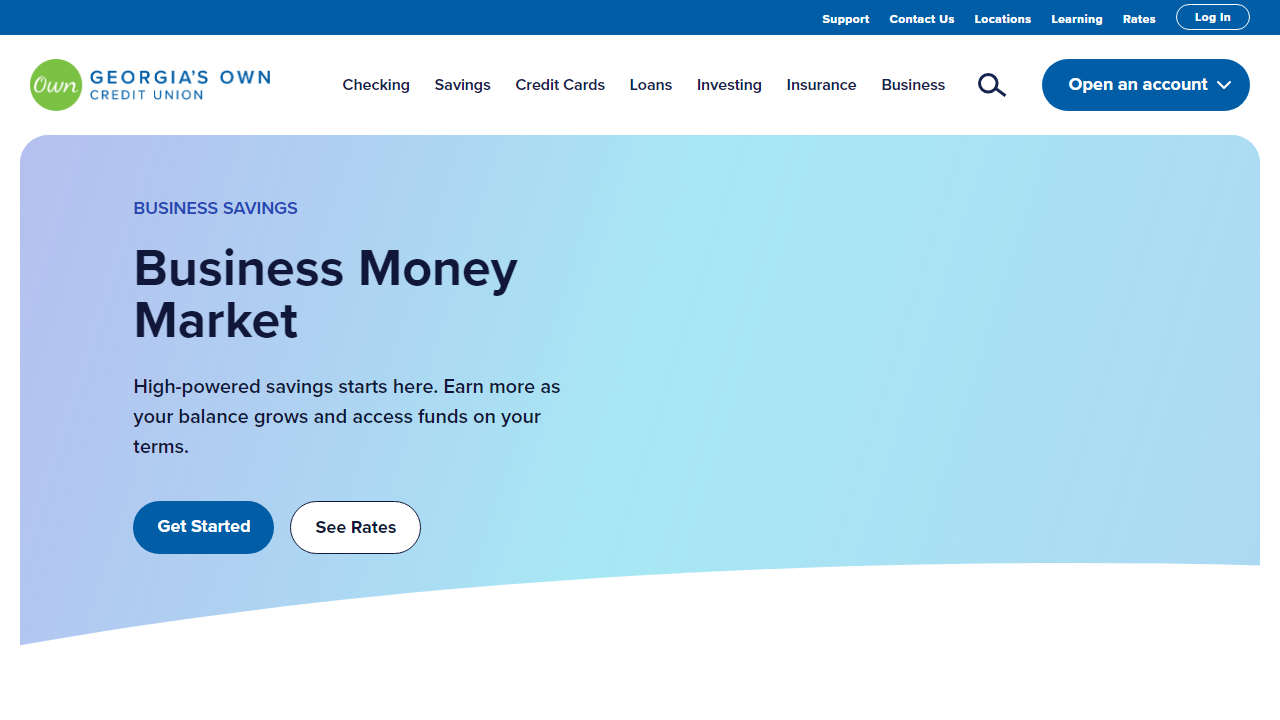 Support Contact Us Locations Learning Rates Log In
Own GEORGIA'S OWN
CREDIT UNION
Checking Savings Credit Cards Loans Investing Insurance Business Open an account
BUSINESS SAVINGS
Business Money
Market
High-powered savings starts here. Earn more as
your balance grows and access funds on your
terms.
Get Started See Rates